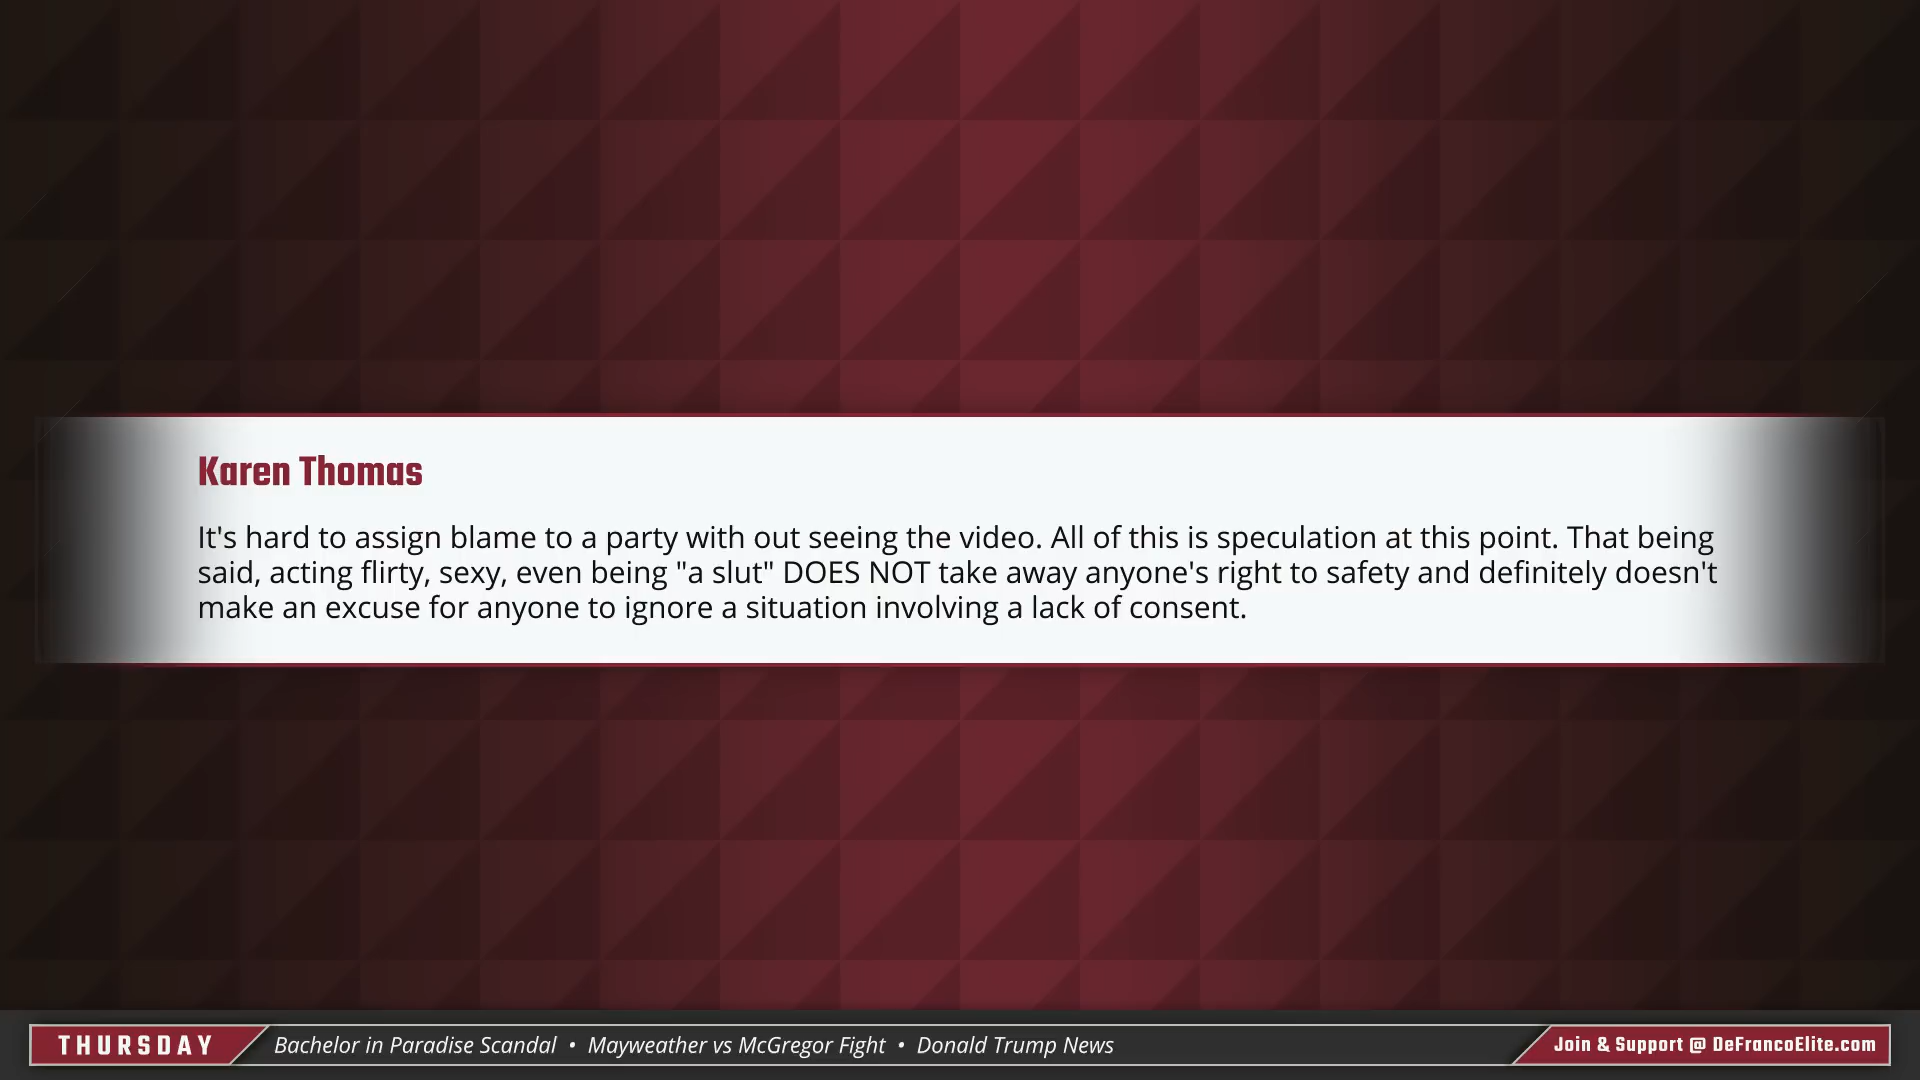 Karen Thomas
It's hard to assign blame to a party with out seeing the video. All of this is speculation at this point. That being
said, acting flirty, sexy, even being "a slut" DOES NOT take away anyone's right to safety and definitely doesn't
make an excuse for anyone to ignore a situation involving a lack of consent.
THURSDAY
Bachelor in Paradise Scandal • Mayweather vs McGregor Fight • Donald Trump News
Join & Support @ DeFrancoElite.com